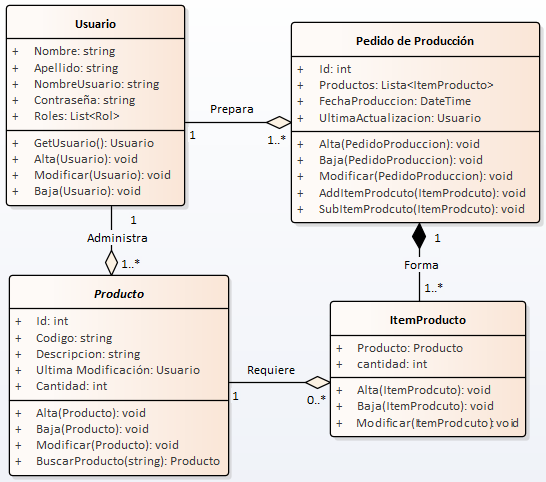 Usuario
+ Nombre: string
+ Apellido: string
+ NombreUsuario: string
+ Contraseña: string
+ Roles: List<Rol>
+ GetUsuario(): Usuario
+ Alta(Usuario): void
+ Modificar(Usuario): void
+ Baja(Usuario): void
Prepara
1
1..*
Pedido de Producción
+ Id: int
+ Productos: Lista<ItemProducto>
+ FechaProduccion: DateTime
+ UltimaActualizacion: Usuario
+ Alta(PedidoProduccion): void
+ Baja(PedidoProduccion): void
+ Modificar(PedidoProduccion): void
+ AddItemProdcuto(ItemProdcuto): void
+ SubItemProdcuto(ItemProdcuto): void
1
Administra
1..*
1
Forma
1..*
Producto
+ Id: int
+ Codigo: string
+ Descripcion: string
+ Ultima Modificación: Usuario
+ Cantidad: int
+ Alta(Producto): void
+ Baja(Producto): void
+ Modificar(Producto): void
+ BuscarProducto(string): Producto
Requiere
1
0..*
ItemProducto
+ Producto: Producto
+ cantidad: int
+ Alta(ItemProdcuto): void
+ Baja(ItemProdcuto): void
+ Modificar(ItemProdcuto): void